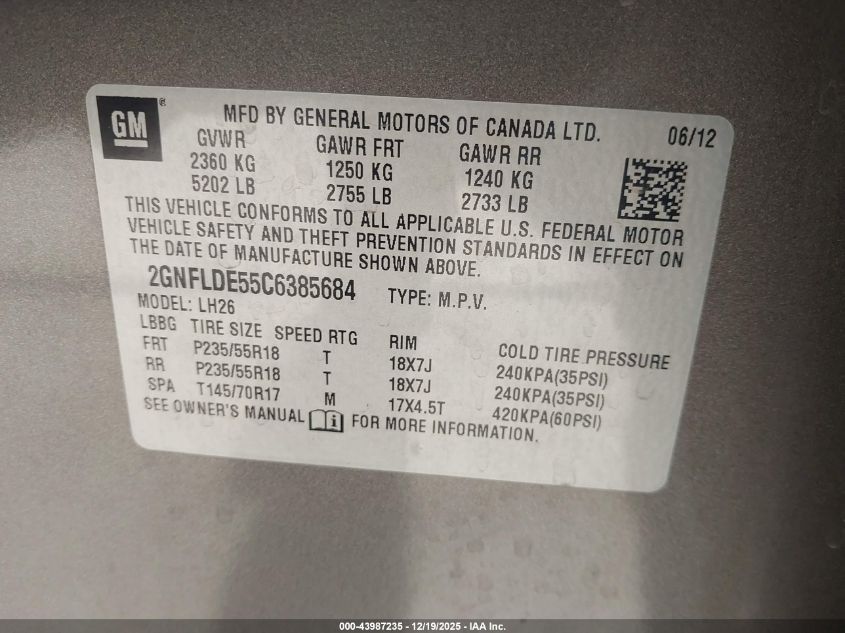 GM ®
MFD BY GENERAL MOTORS OF CANADA LTD. 06/12
GVWR GAWR FRT GAWR RR
2360 KG 1250 KG 1240 KG
5202 LB 2755 LB 2733 LB
THIS VEHICLE CONFORMS TO ALL APPLICABLE U.S. FEDERAL MOTOR
VEHICLE SAFETY AND THEFT PREVENTION STANDARDS IN EFFECT ON
THE DATE OF MANUFACTURE SHOWN ABOVE.
2GNFLDE55C6385684 TYPE: M.P.V.
MODEL: LH26
LBBG TIRE SIZE SPEED RTG RIM COLD TIRE PRESSURE
FRT P235/55R18 T 18X7J 240KPA(35PSI)
RR P235/55R18 T 18X7J 240KPA(35PSI)
SPA T145/70R17 M 17X4.5T 420KPA(60PSI)
SEE OWNER'S MANUAL i FOR MORE INFORMATION.
000-43987235 - 12/19/2025 - IAA Inc.